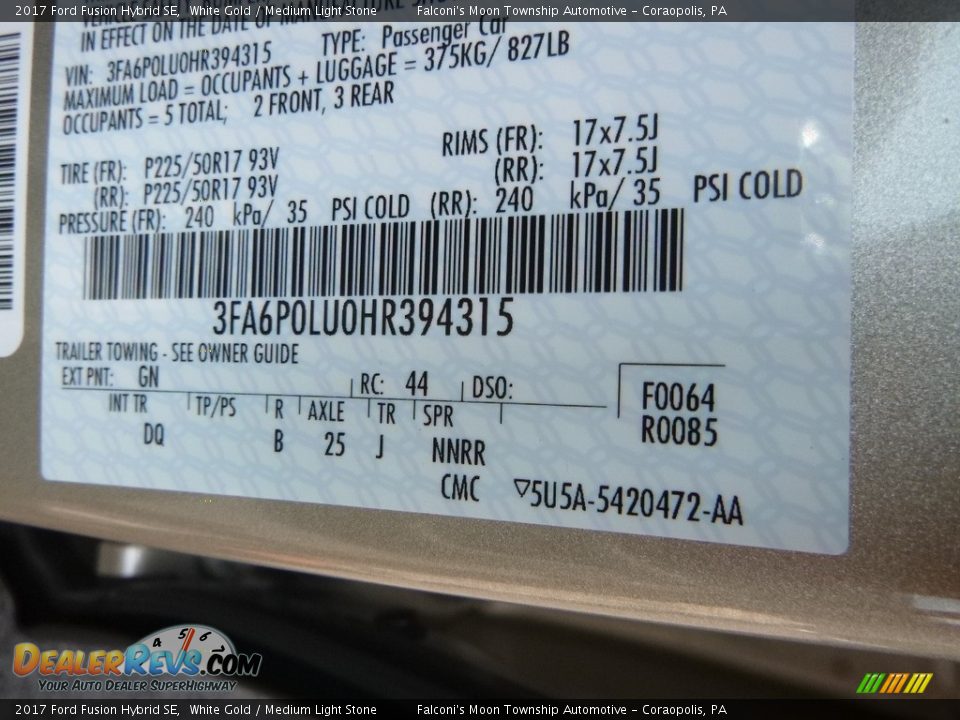 2017 Ford Fusion Hybrid SE, White Gold / Medium Light Stone Falconi's Moon Township Automotive - Coraopolis, PA
IN EFFECT ON THE DATE OF MANUFACTURE
VIN: 3FA6P0LU0HR394315 TYPE: Passenger Car
MAXIMUM LOAD = OCCUPANTS + LUGGAGE = 375KG/ 827LB
OCCUPANTS = 5 TOTAL; 2 FRONT, 3 REAR
TIRE (FR): P225/50R17 93V RIMS (FR): 17x7.5J
(RR): P225/50R17 93V (RR): 17x7.5J
PRESSURE (FR): 240 kPa/ 35 PSI COLD (RR): 240 kPa/ 35 PSI COLD
3FA6P0LU0HR394315
TRAILER TOWING - SEE OWNER GUIDE
EXT PNT: GN RC: 44 DSO: F0064
INT TR TP/PS R AXLE TR SPR R0085
DQ B 25 J NNRR
CMC ▽5U5A-5420472-AA
4 5 6
DEALERREVS.COM
YOUR AUTO DEALER SUPERHIGHWAY
2017 Ford Fusion Hybrid SE, White Gold / Medium Light Stone Falconi's Moon Township Automotive - Coraopolis, PA